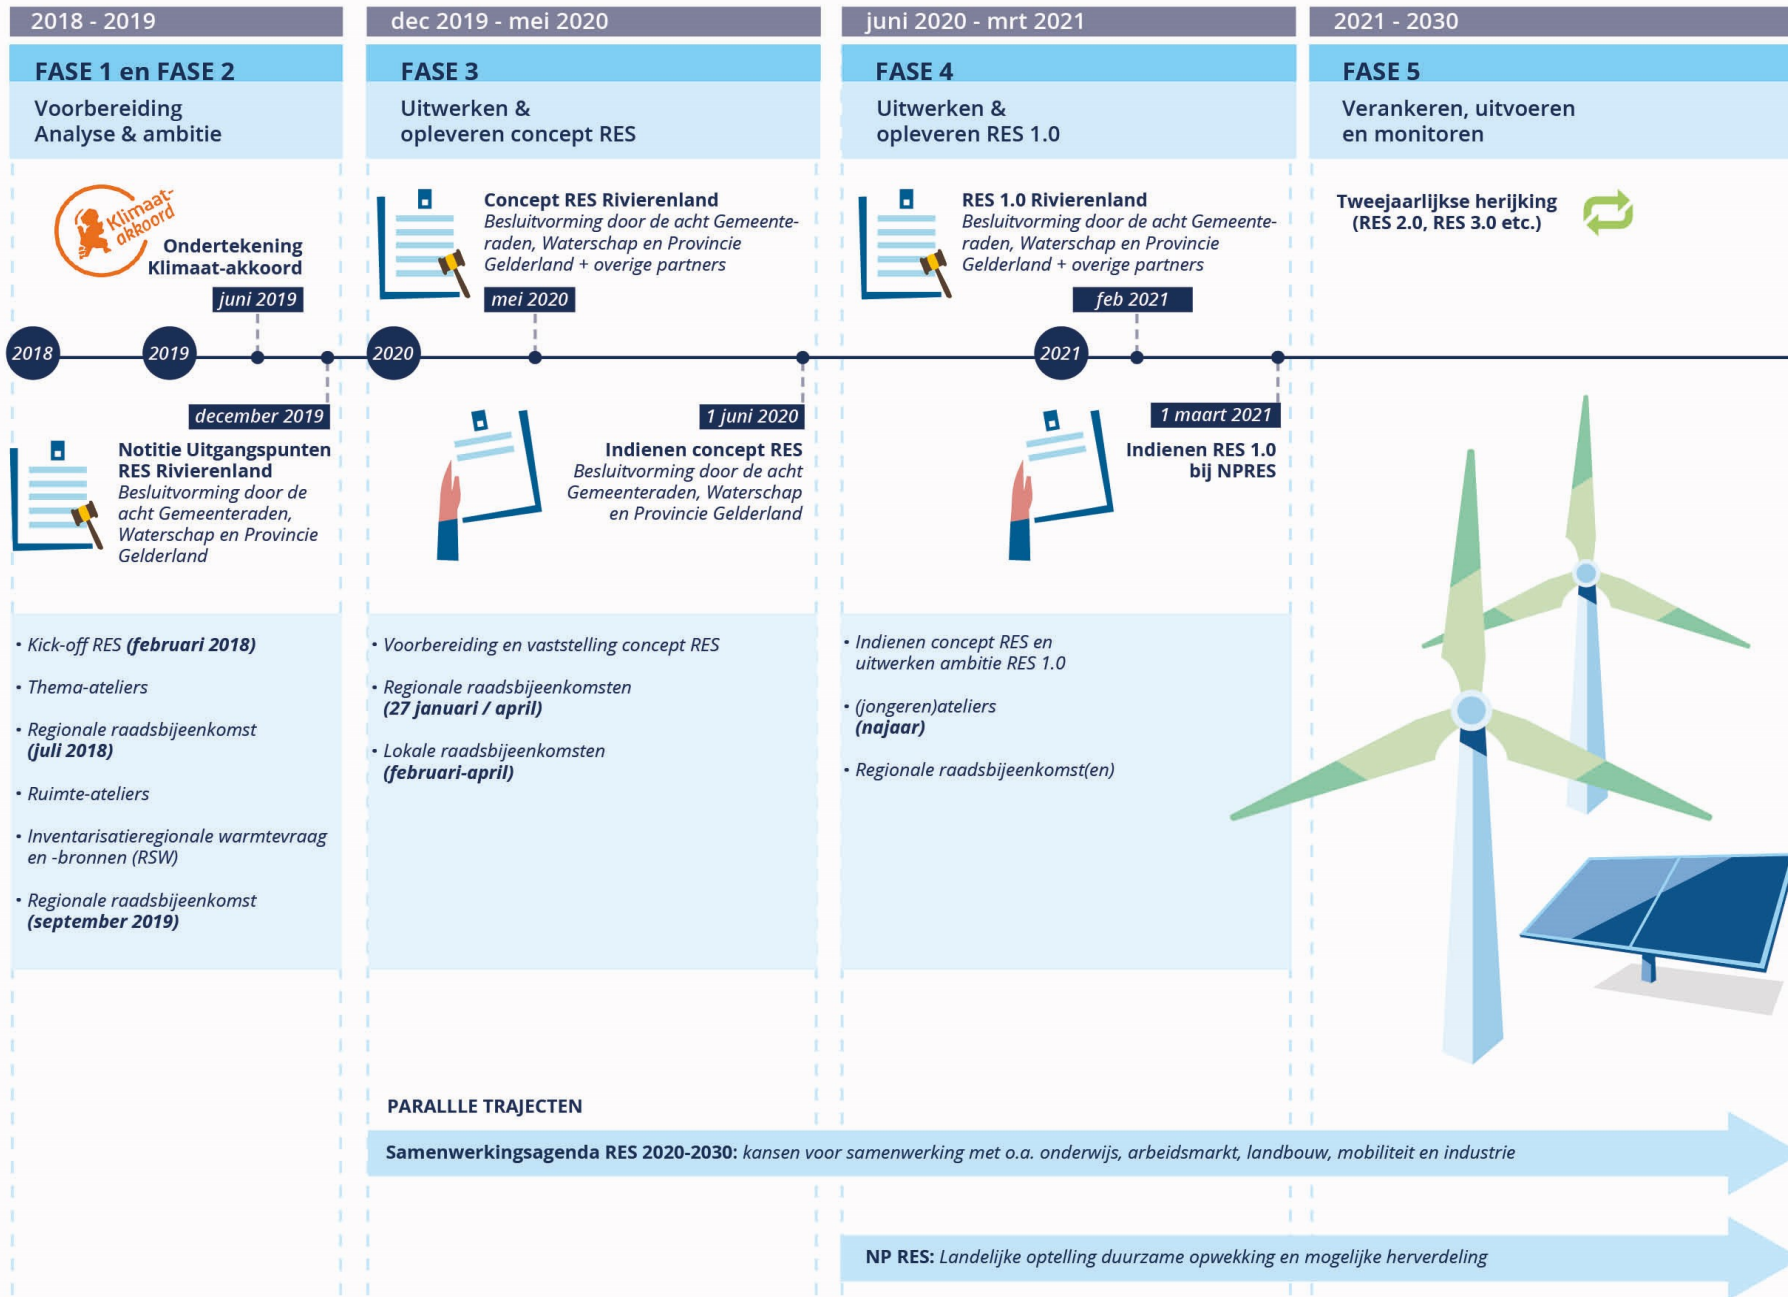 2018 - 2019
FASE 1 en FASE 2
Voorbereiding
Analyse & ambitie
Klimaat-
akkoord
Ondertekening
Klimaat-akkoord
juni 2019
2018
2019
december 2019
Notitie Uitgangspunten
RES Rivierenland
Besluitvorming door de
acht Gemeenteraden,
Waterschap en Provincie
Gelderland
• Kick-off RES (februari 2018)
• Thema-ateliers
• Regionale raadsbijeenkomst
(juli 2018)
• Ruimte-ateliers
• Inventarisatieregionale warmtevraag
en -bronnen (RSW)
• Regionale raadsbijeenkomst
(september 2019)
dec 2019 - mei 2020
FASE 3
Uitwerken &
opleveren concept RES
Concept RES Rivierenland
Besluitvorming door de acht Gemeente-
raden, Waterschap en Provincie
Gelderland + overige partners
mei 2020
2020
1 juni 2020
Indienen concept RES
Besluitvorming door de acht
Gemeenteraden, Waterschap
en Provincie Gelderland
• Voorbereiding en vaststelling concept RES
• Regionale raadsbijeenkomsten
(27 januari / april)
• Lokale raadsbijeenkomsten
(februari-april)
juni 2020 - mrt 2021
FASE 4
Uitwerken &
opleveren RES 1.0
RES 1.0 Rivierenland
Besluitvorming door de acht Gemeente-
raden, Waterschap en Provincie
Gelderland + overige partners
feb 2021
2021
1 maart 2021
Indienen RES 1.0
bij NPRES
• Indienen concept RES en
uitwerken ambitie RES 1.0
• (jongeren)ateliers
(najaar)
• Regionale raadsbijeenkomst(en)
2021 - 2030
FASE 5
Verankeren, uitvoeren
en monitoren
Tweejaarlijkse herijking
(RES 2.0, RES 3.0 etc.)
PARALLLE TRAJECTEN
Samenwerkingsagenda RES 2020-2030: kansen voor samenwerking met o.a. onderwijs, arbeidsmarkt, landbouw, mobiliteit en industrie
NP RES: Landelijke optelling duurzame opwekking en mogelijke herverdeling